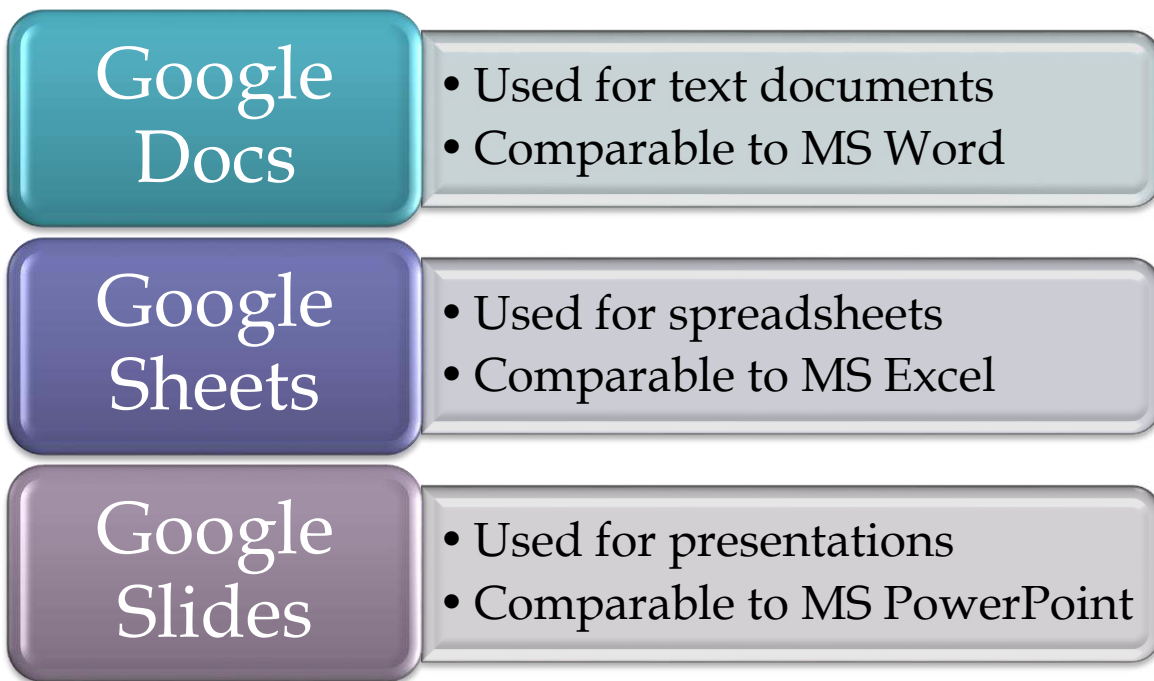 Google
Docs
• Used for text documents
• Comparable to MS Word
Google
Sheets
• Used for spreadsheets
• Comparable to MS Excel
Google
Slides
• Used for presentations
• Comparable to MS PowerPoint